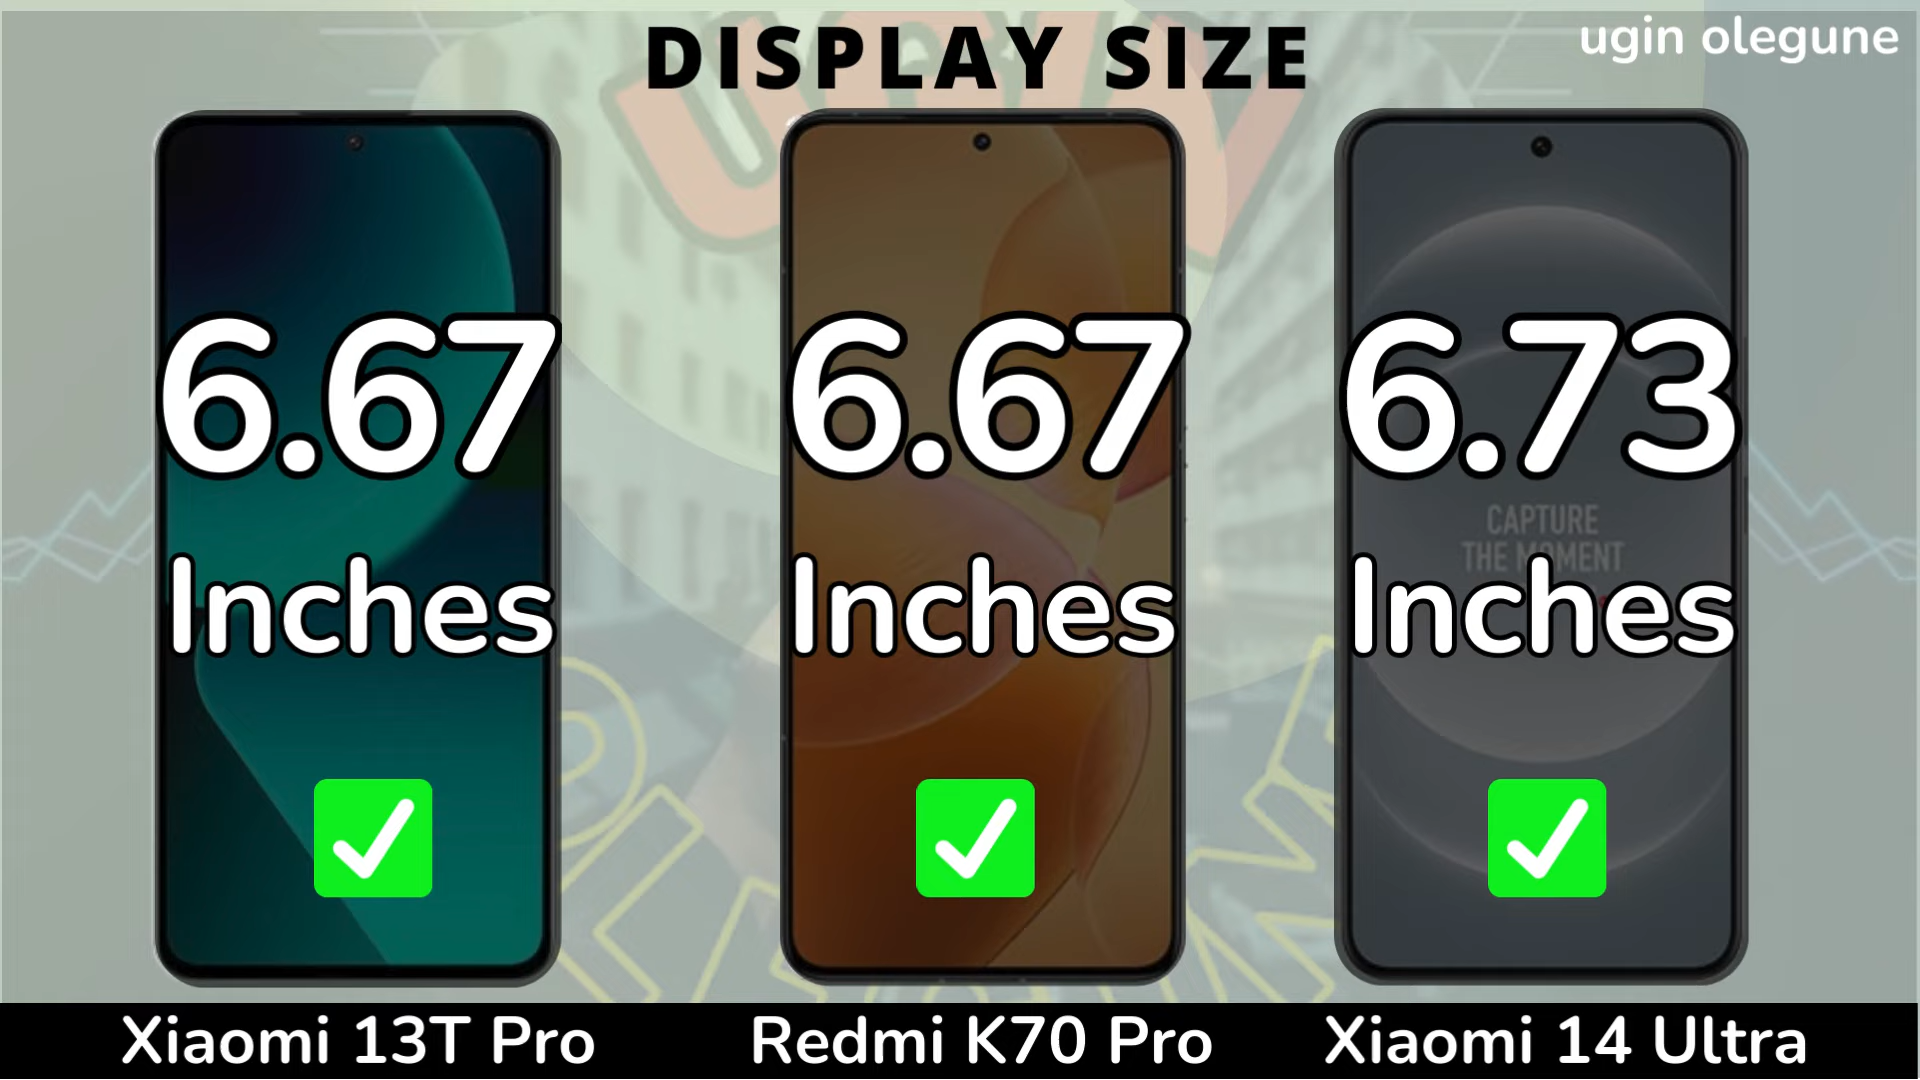 DISPLAY SIZE
ugin olegune
6.67
Inches
6.67
Inches
6.73
Inches
CAPTURE
THE MOMENT
Xiaomi 13T Pro
Redmi K70 Pro
Xiaomi 14 Ultra